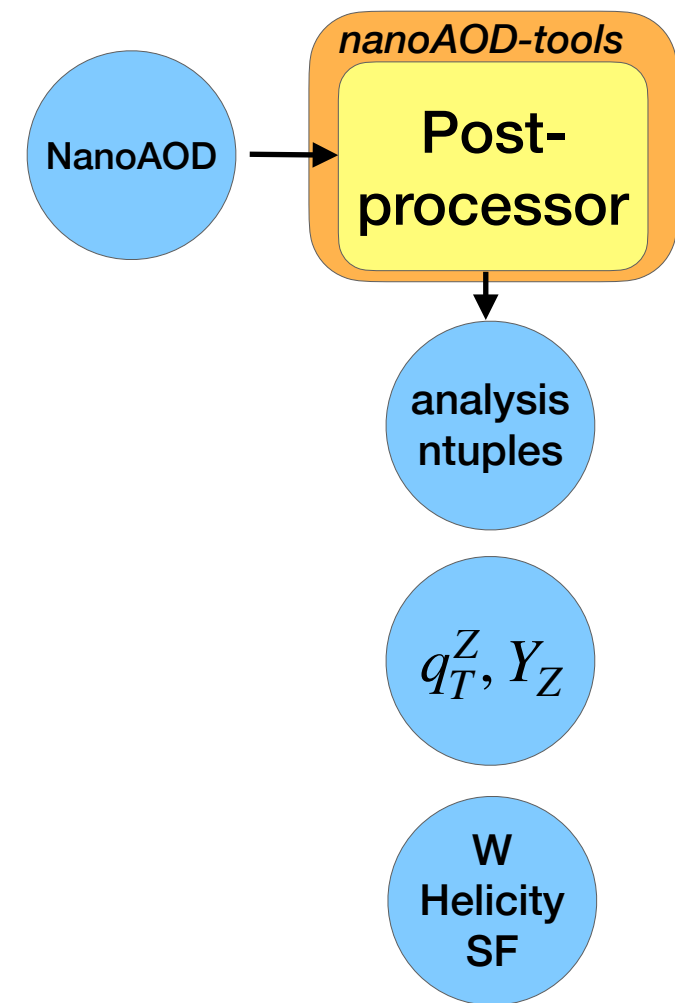 nanoAOD-tools
NanoAOD
Post-
processor
analysis
ntuples
$q_T^Z, Y_Z$
W
Helicity
SF